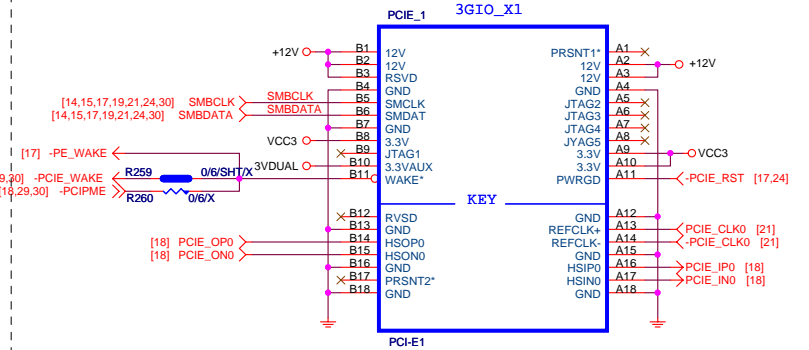 3GIO_X1
PCIE_1
+12V B1 12V PRSNT1* A1
B2 12V 12V A2 +12V
B3 RSVD 12V A3
B4 GND GND A4
[14,15,17,19,21,24,30] SMBCLK SMBCLK B5 SMCLK JTAG2 A5
[14,15,17,19,21,24,30] SMBDATA SMBDATA B6 SMDAT JTAG3 A6
B7 GND JTAG4 A7
VCC3 B8 3.3V JYAG5 A8
[17] -PE_WAKE B9 JTAG1 3.3V A9 VCC3
3VDUAL B10 3.3VAUX 3.3V A10
9,30] -PCIE_WAKE R259 0/6/SHT/X B11 WAKE* PWRGD A11 -PCIE_RST [17,24]
[18,29,30] -PCIPME R260 0/6/X
KEY
B12 RVSD GND A12
B13 GND REFCLK+ A13 PCIE_CLK0 [21]
[18] PCIE_OP0 B14 HSOP0 REFCLK- A14 -PCIE_CLK0 [21]
[18] PCIE_ON0 B15 HSON0 GND A15
B16 GND HSIP0 A16 PCIE_IP0 [18]
B17 PRSNT2* HSIN0 A17 PCIE_IN0 [18]
B18 GND GND A18
PCI-E1